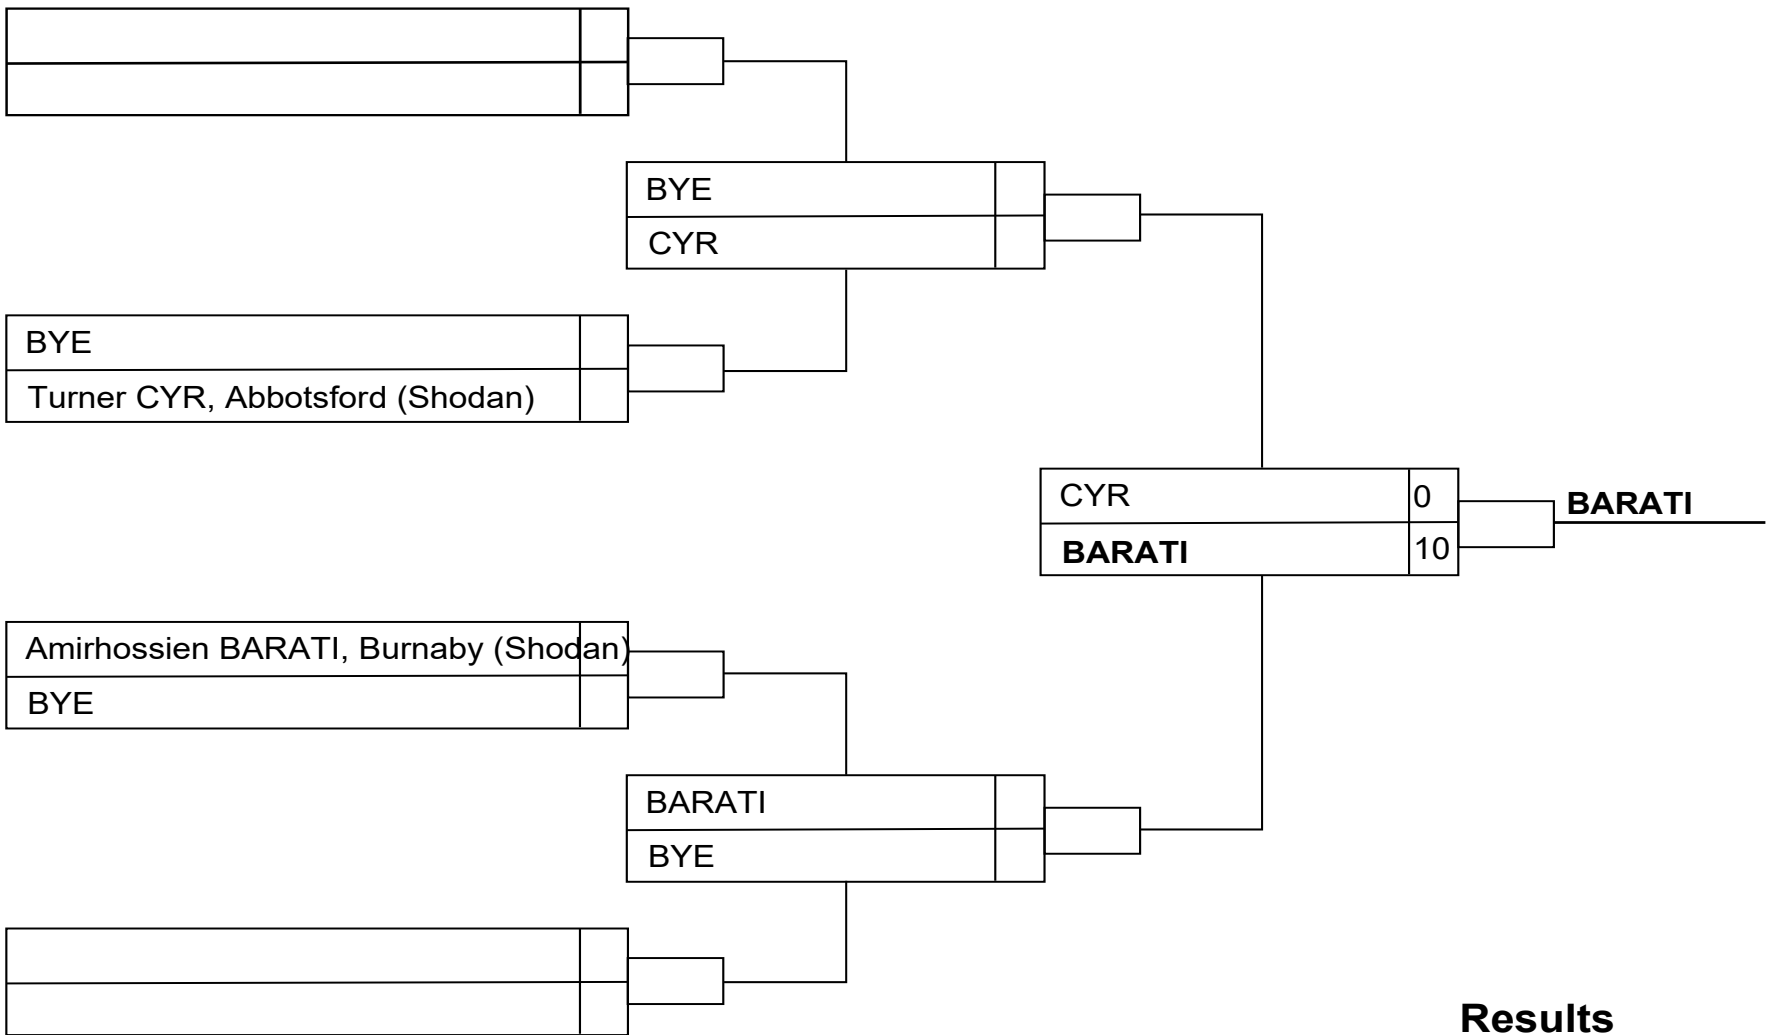 BYE
CYR
BYE
Turner CYR, Abbotsford (Shodan)
CYR 0
BARATI 10
BARATI
Amirhossien BARATI, Burnaby (Shodan)
BYE
BARATI
BYE
Results